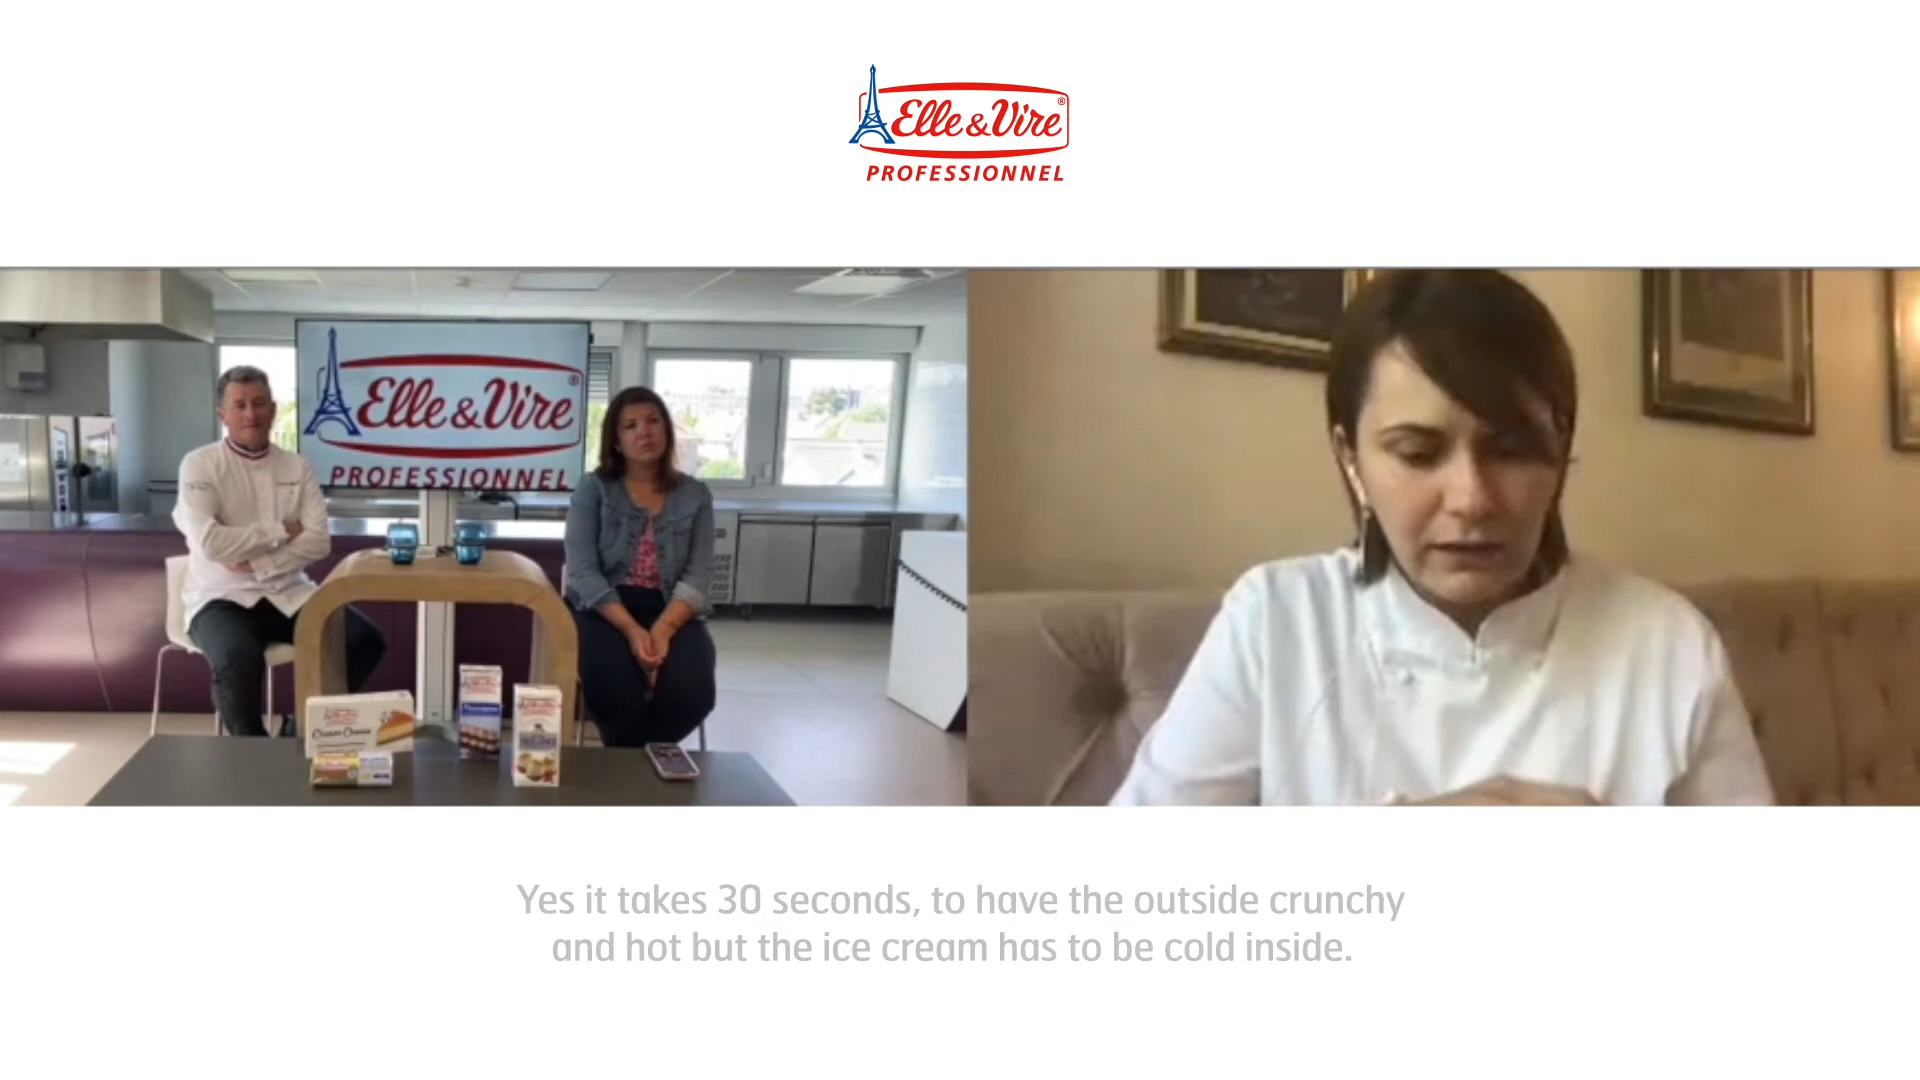 Elle & Vire®
PROFESSIONNEL
Elle & Vire®
PROFESSIONNEL
Cream Cheese
Yes it takes 30 seconds, to have the outside crunchy
and hot but the ice cream has to be cold inside.